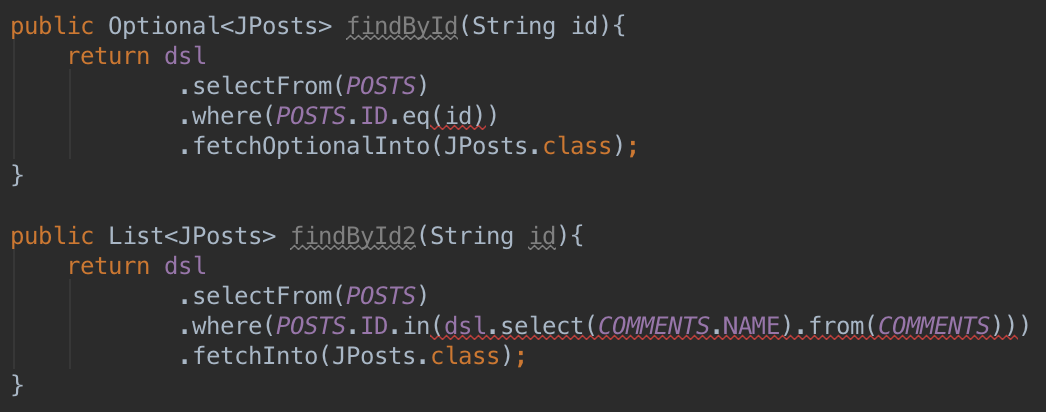 public Optional<JPosts> findById(String id){
return dsl
.selectFrom(POSTS)
.where(POSTS.ID.eq(id))
.fetchOptionalInto(JPosts.class);
}
public List<JPosts> findById2(String id){
return dsl
.selectFrom(POSTS)
.where(POSTS.ID.in(dsl.select(COMMENTS.NAME).from(COMMENTS)))
.fetchInto(JPosts.class);
}